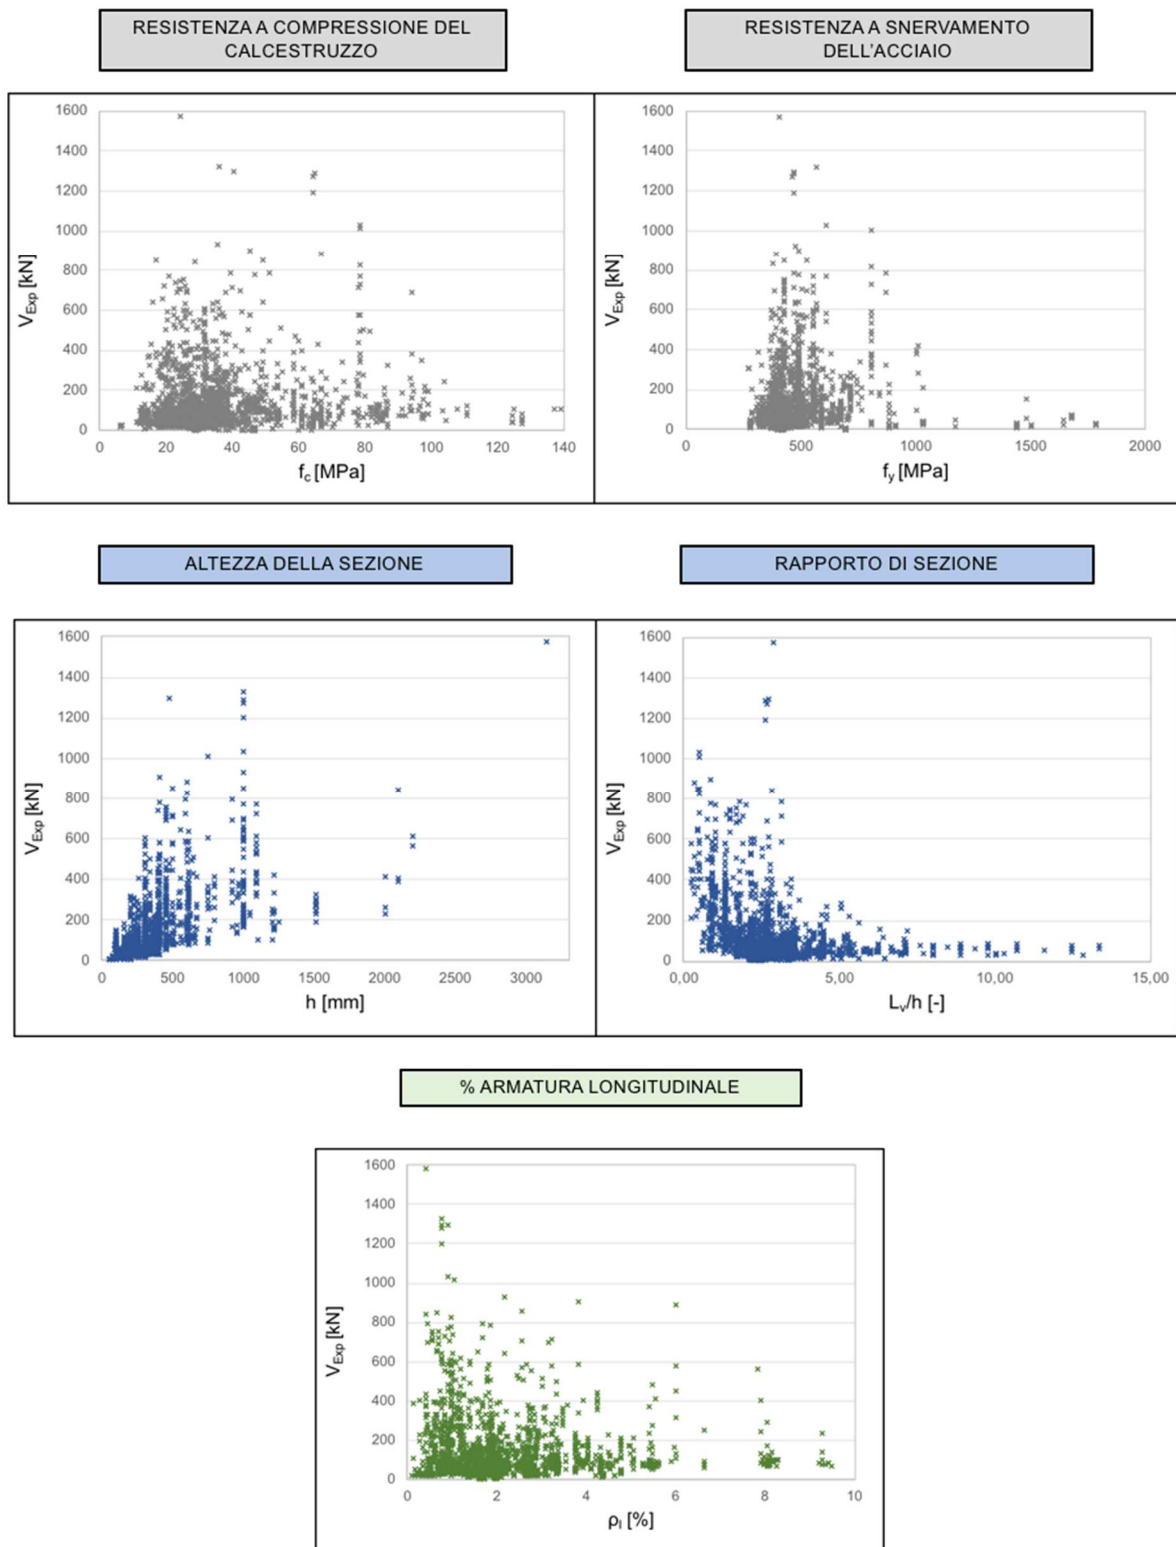 RESISTENZA A COMPRESSIONE DEL
CALCESTRUZZO
RESISTENZA A SNERVAMENTO
DELL'ACCIAIO
1600
1400
1200
1000
800
600
400
200
0
V_Exp [kN]
0 20 40 60 80 100 120 140
f_c [MPa]
1600
1400
1200
1000
800
600
400
200
0
V_Exp [kN]
0 500 1000 1500 2000
f_y [MPa]
ALTEZZA DELLA SEZIONE
RAPPORTO DI SEZIONE
1600
1400
1200
1000
800
600
400
200
0
V_Exp [kN]
0 500 1000 1500 2000 2500 3000
h [mm]
1600
1400
1200
1000
800
600
400
200
0
V_Exp [kN]
0,00 5,00 10,00 15,00
L_v/h [-]
% ARMATURA LONGITUDINALE
1600
1400
1200
1000
800
600
400
200
0
V_Exp [kN]
0 2 4 6 8 10
ρ_l [%]